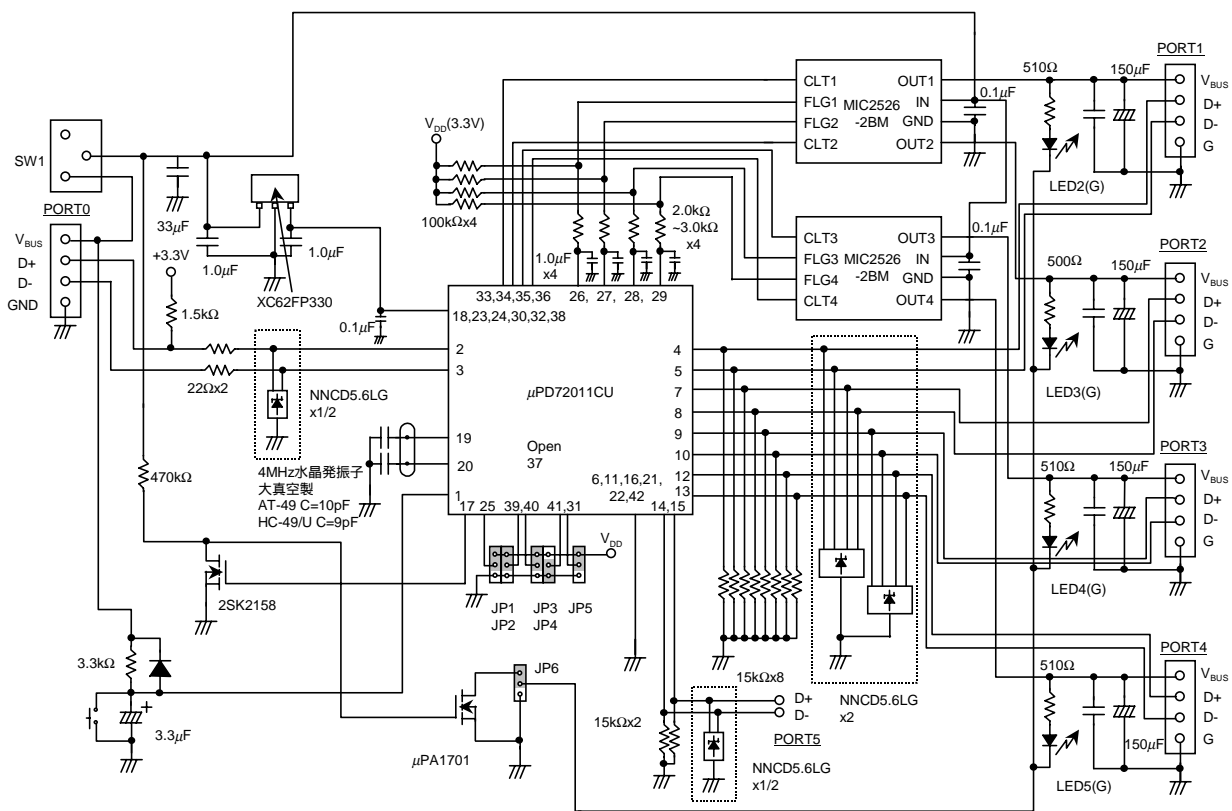 SW1
PORT0
VBUS
D+
D-
GND
33μF
1.0μF
1.0μF
XC62FP330
+3.3V
1.5kΩ
22Ωx2
0.1μF
NNCD5.6LG
x1/2
4MHz水晶発振子
大真空製
AT-49 C=10pF
HC-49/U C=9pF
470kΩ
2SK2158
3.3kΩ
3.3μF
+
VDD(3.3V)
100kΩx4
1.0μF
x4
2.0kΩ
~3.0kΩ
x4
33,34,35,36
26,
27,
28,
29
18,23,24,30,32,38
2
3
19
20
1
μPD72011CU
Open
37
4
5
7
8
9
10
12
13
6,11,16,21,
22,42
17
25
39,40
41,31
14,15
VDD
JP1
JP2
JP3
JP4
JP5
JP6
μPA1701
15kΩx2
15kΩx8
D+
D-
PORT5
NNCD5.6LG
x1/2
NNCD5.6LG
x2
CLT1
FLG1
FLG2
CLT2
MIC2526
-2BM
OUT1
IN
GND
OUT2
0.1μF
CLT3
FLG3
FLG4
CLT4
MIC2526
-2BM
OUT3
IN
GND
OUT4
0.1μF
PORT1
510Ω
150μF
VBUS
D+
D-
G
LED2(G)
PORT2
500Ω
150μF
VBUS
D+
D-
G
LED3(G)
PORT3
510Ω
150μF
VBUS
D+
D-
G
LED4(G)
PORT4
510Ω
VBUS
D+
D-
G
150μF
LED5(G)